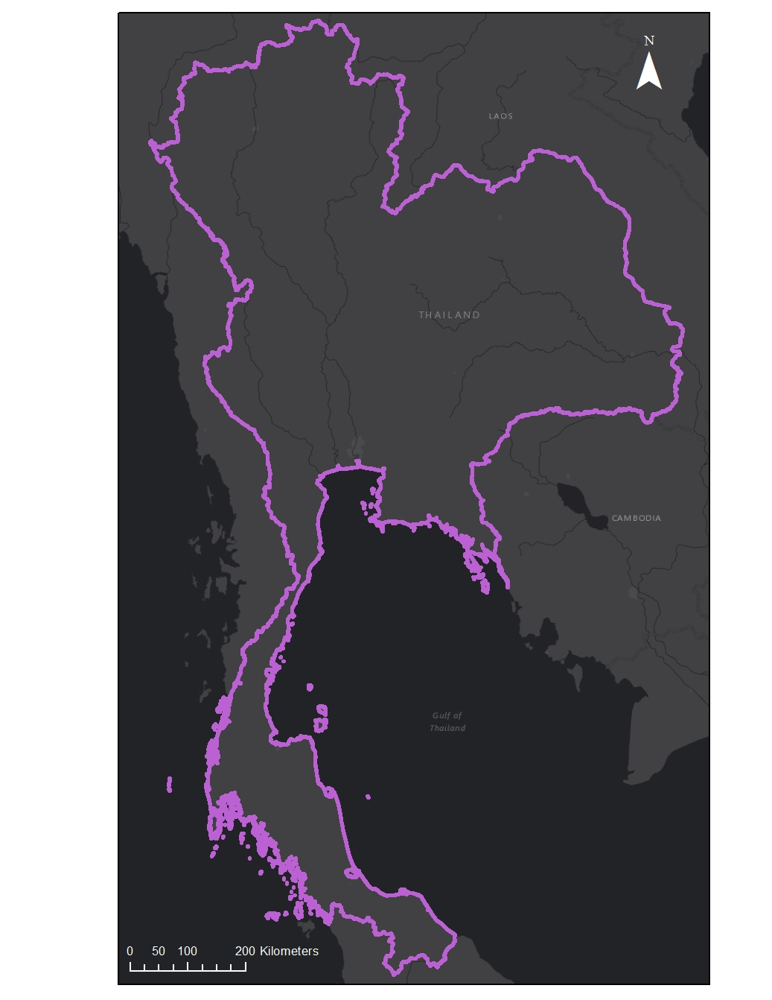 N
LAOS
THAILAND
CAMBODIA
Gulf of
Thailand
0 50 100 200 Kilometers